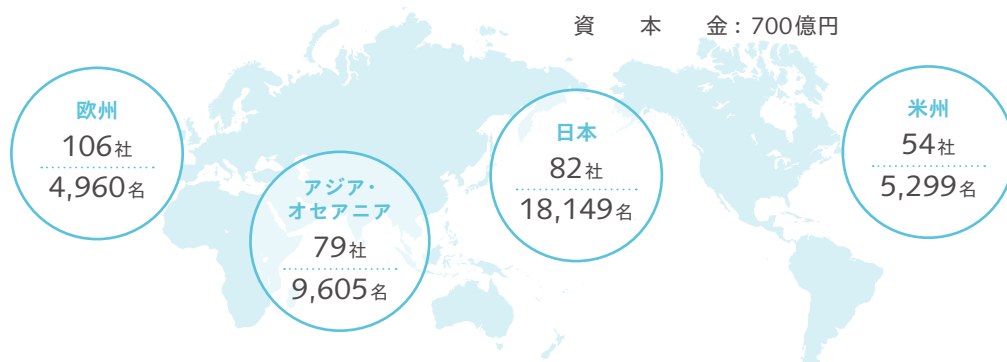 資本金: 700億円
欧州
106社
4,960名
アジア・
オセアニア
79社
9,605名
日本
82社
18,149名
米州
54社
5,299名